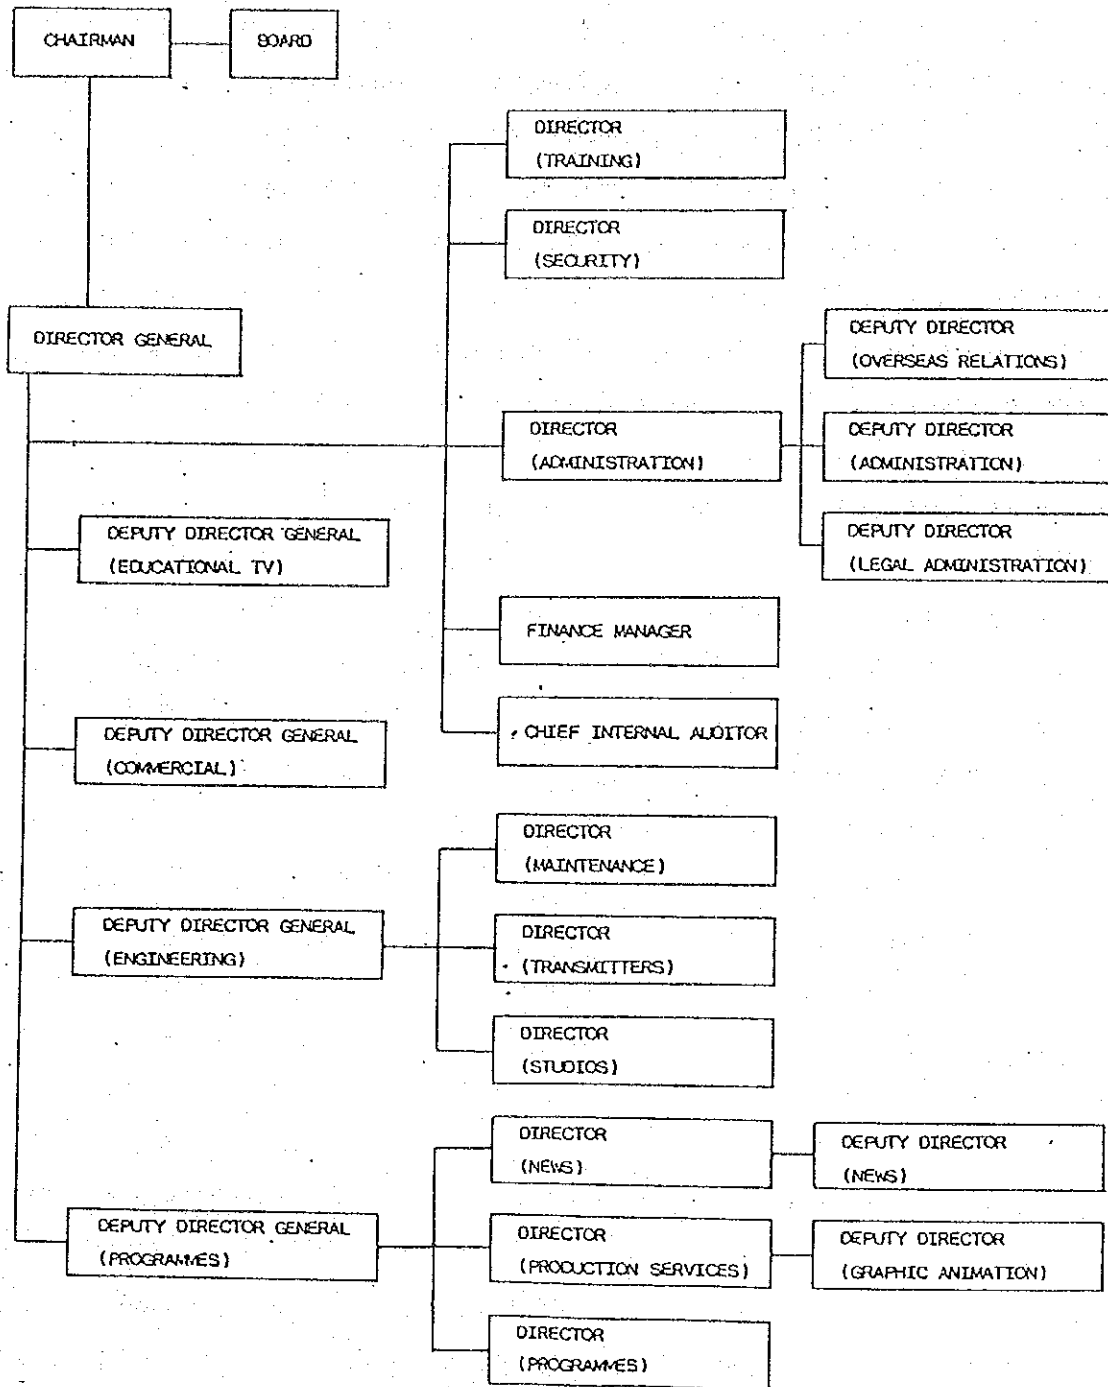 CHAIRMAN
BOARD
DIRECTOR
(TRAINING)
DIRECTOR
(SECURITY)
DIRECTOR GENERAL
DEPUTY DIRECTOR
(OVERSEAS RELATIONS)
DIRECTOR
(ADMINISTRATION)
DEPUTY DIRECTOR
(ADMINISTRATION)
DEPUTY DIRECTOR
(LEGAL ADMINISTRATION)
DEPUTY DIRECTOR GENERAL
(EDUCATIONAL TV)
FINANCE MANAGER
CHIEF INTERNAL AUDITOR
DEPUTY DIRECTOR GENERAL
(COMMERCIAL)
DIRECTOR
(MAINTENANCE)
DEPUTY DIRECTOR GENERAL
(ENGINEERING)
DIRECTOR
(TRANSMITTERS)
DIRECTOR
(STUDIOS)
DIRECTOR
(NEWS)
DEPUTY DIRECTOR
(NEWS)
DEPUTY DIRECTOR GENERAL
(PROGRAMMES)
DIRECTOR
(PRODUCTION SERVICES)
DEPUTY DIRECTOR
(GRAPHIC ANIMATION)
DIRECTOR
(PROGRAMMES)